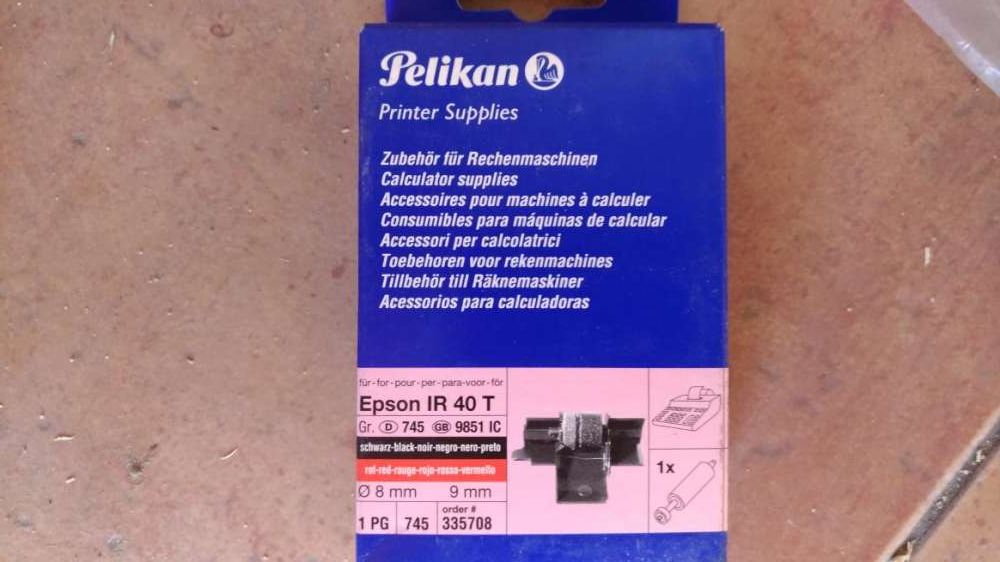 Pelikan
Printer Supplies
Zubehör für Rechenmaschinen
Calculator supplies
Accessoires pour machines à calculer
Consumibles para máquinas de calcular
Accessori per calcolatrici
Toebehoren voor rekenmachines
Tillbehör till Räknemaskiner
Acessorios para calculadoras
für-for-pour-per-para-voor-för
Epson IR 40 T
Gr. D 745 GB 9851 IC
schwarz-black-noir-negro-nero-preto
rot-red-rouge-rojo-rosso-vermello
1x
Ø 8 mm 9 mm
1 PG 745 order # 335708